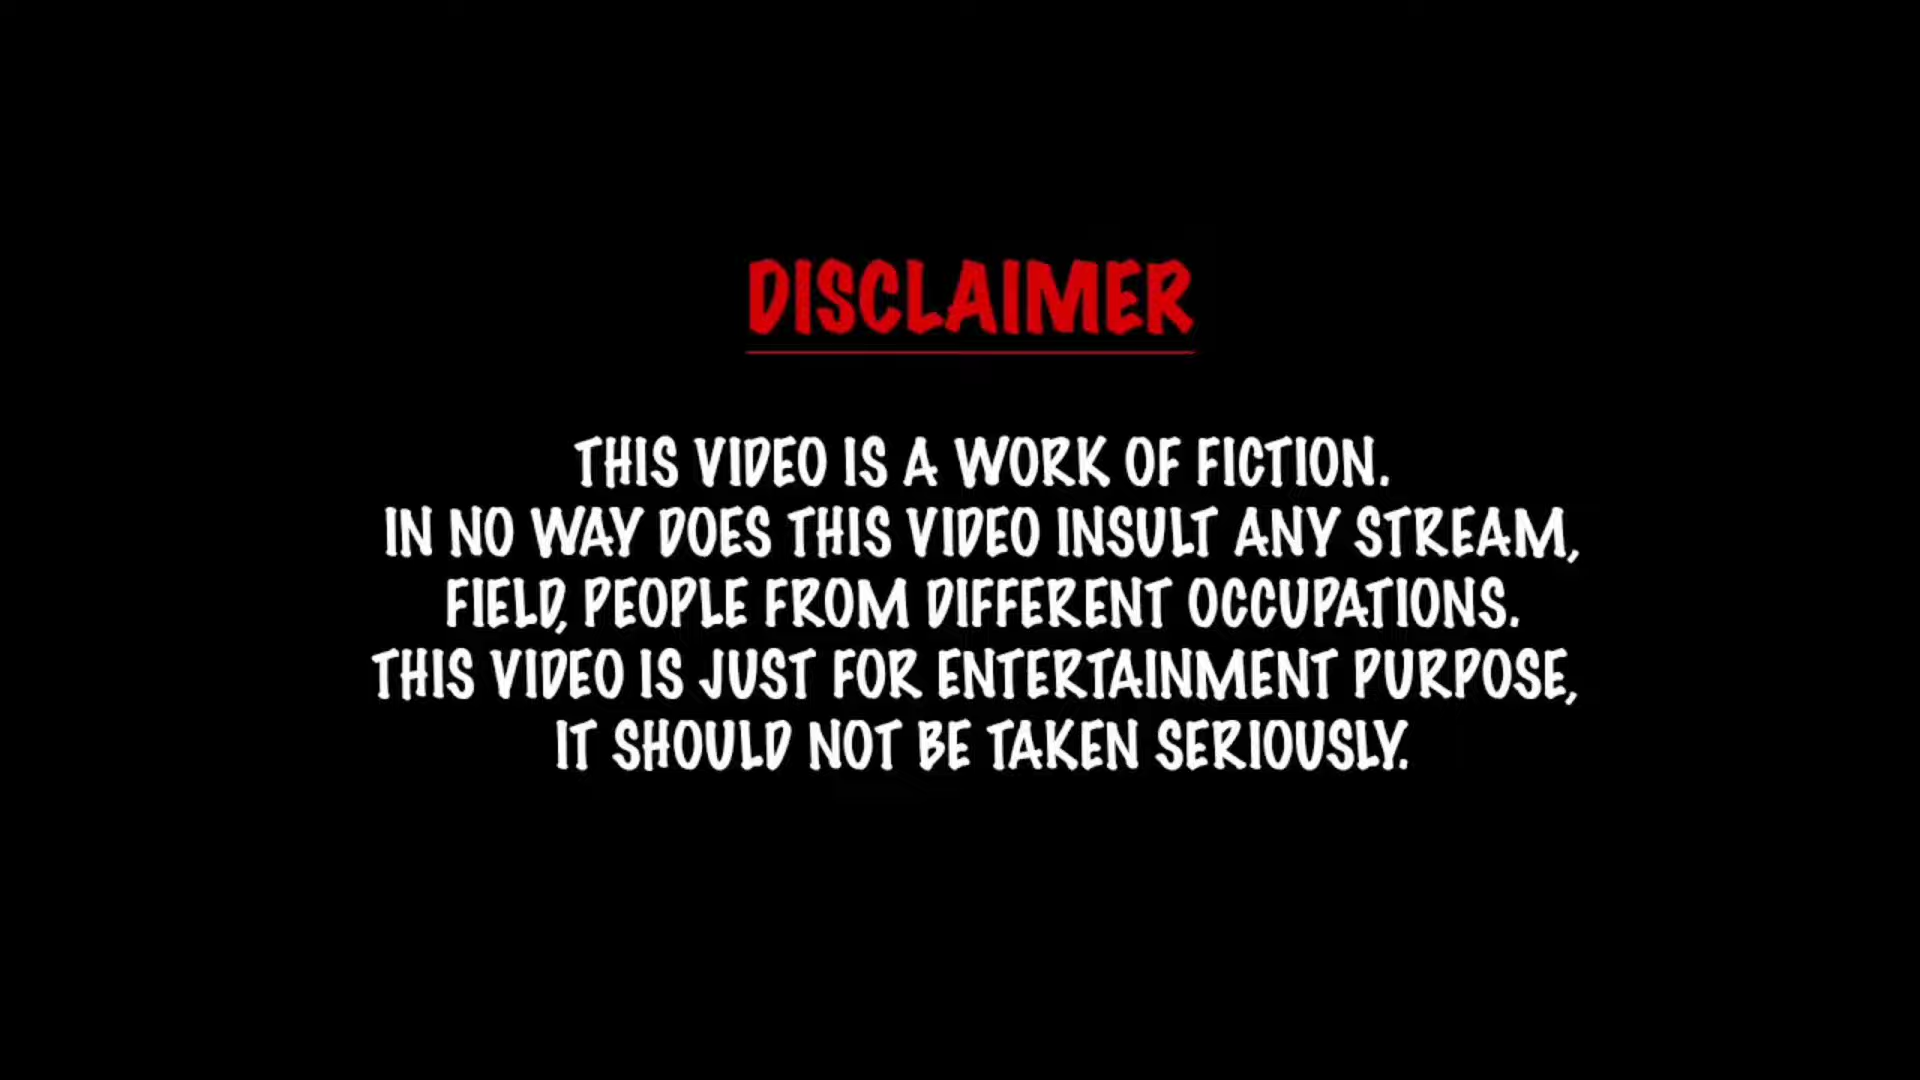 DISCLAIMER
THIS VIDEO IS A WORK OF FICTION.
IN NO WAY DOES THIS VIDEO INSULT ANY STREAM,
FIELD, PEOPLE FROM DIFFERENT OCCUPATIONS.
THIS VIDEO IS JUST FOR ENTERTAINMENT PURPOSE,
IT SHOULD NOT BE TAKEN SERIOUSLY.